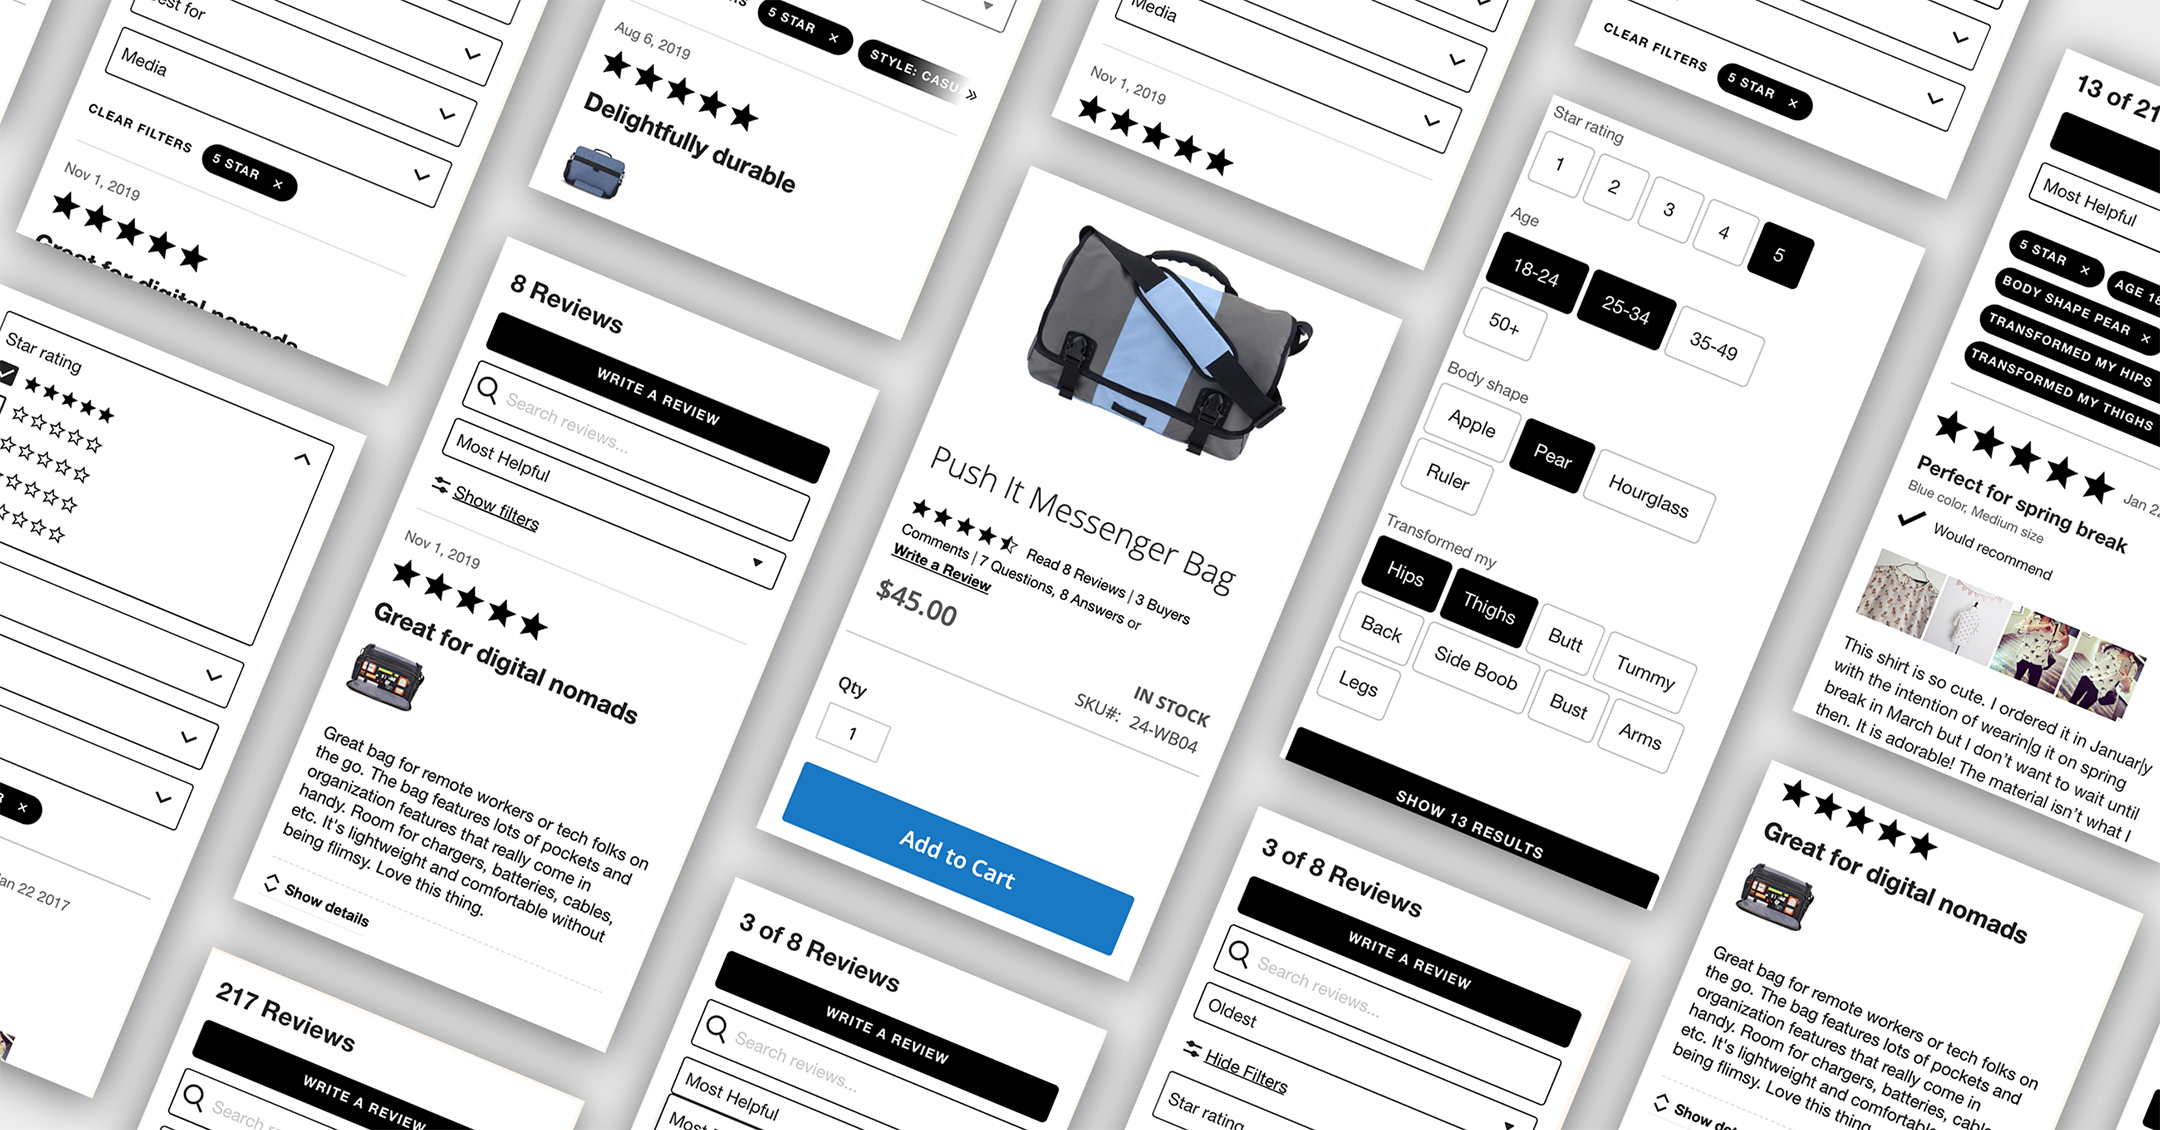 est for
Media
CLEAR FILTERS
5 STAR ×
Nov 1, 2019
Great for digital nomads
5 STAR ×
STYLE: CASU
»
Aug 6, 2019
Delightfully durable
Media
Nov 1, 2019
CLEAR FILTERS
5 STAR ×
Star rating
1
2
3
4
5
Age
18-24
25-34
35-49
50+
Body shape
Apple
Pear
Hourglass
Ruler
Transformed my
Hips
Thighs
Butt
Tummy
Back
Side Boob
Bust
Arms
Legs
SHOW 13 RESULTS
13 of 21
Most Helpful
5 STAR ×
AGE 18
BODY SHAPE PEAR ×
TRANSFORMED MY HIPS
TRANSFORMED MY THIGHS
Jan 2
Perfect for spring break
Blue color, Medium size
Would recommend
This shirt is so cute. I ordered it in January
with the intention of wearing it on spring
break in March but I don't want to wait until
then. It is adorable! The material isn't what I
Star rating
Jan 22 2017
8 Reviews
WRITE A REVIEW
Search reviews...
Most Helpful
Show filters
Nov 1, 2019
Great for digital nomads
Great bag for remote workers or tech folks on
the go. The bag features lots of pockets and
organization features that really come in
handy. Room for chargers, batteries, cables,
etc. It's lightweight and comfortable without
being flimsy. Love this thing.
Show details
Push It Messenger Bag
Read 8 Reviews | 3 Buyers
Comments | 7 Questions, 8 Answers or
Write a Review
$45.00
IN STOCK
Qty
SKU#: 24-WB04
1
Add to Cart
217 Reviews
WRITE A REVIEW
Search re
3 of 8 Reviews
WRITE A REVIEW
Search reviews...
Most Helpful
Most
3 of 8 Reviews
WRITE A REVIEW
Search reviews...
Oldest
Hide Filters
Star rating
Great for digital nomads
Great bag for remote workers or tech folks on
the go. The bag features lots of pockets and
organization features that really come in
handy. Room for chargers, batteries, cables,
etc. It's lightweight and comfortable
being flimsy. Love this thing
Show det